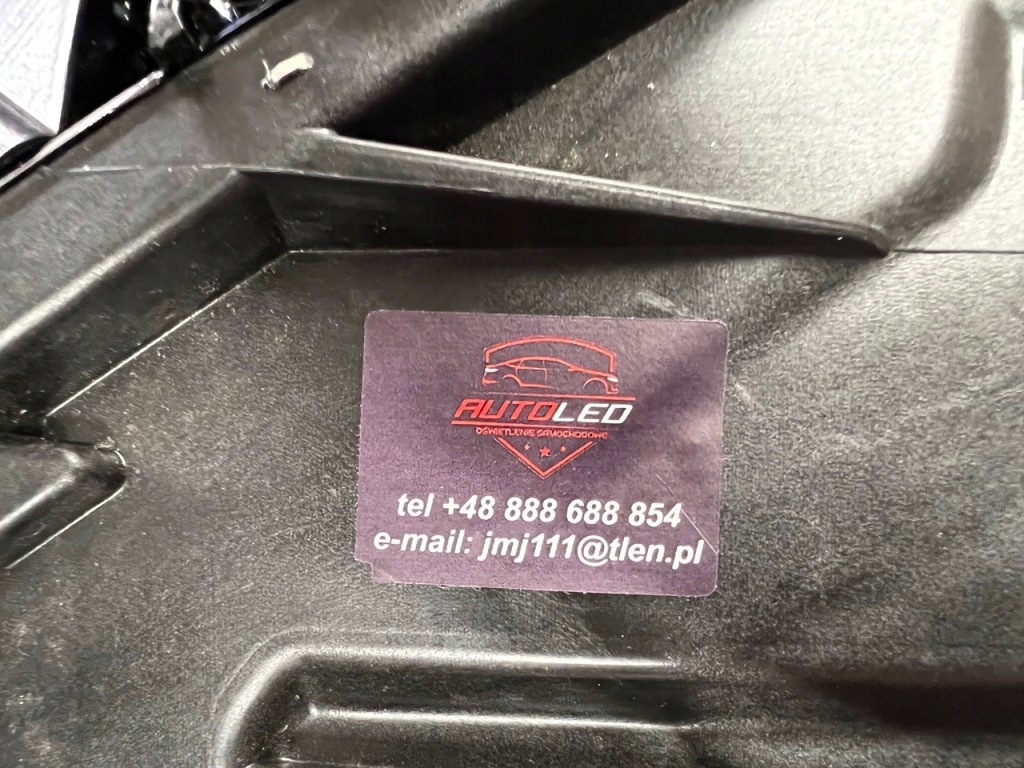 AUTOLED
OŚWIETLENIE SAMOCHODOWE
tel +48 888 688 854
e-mail: jmj111@tlen.pl